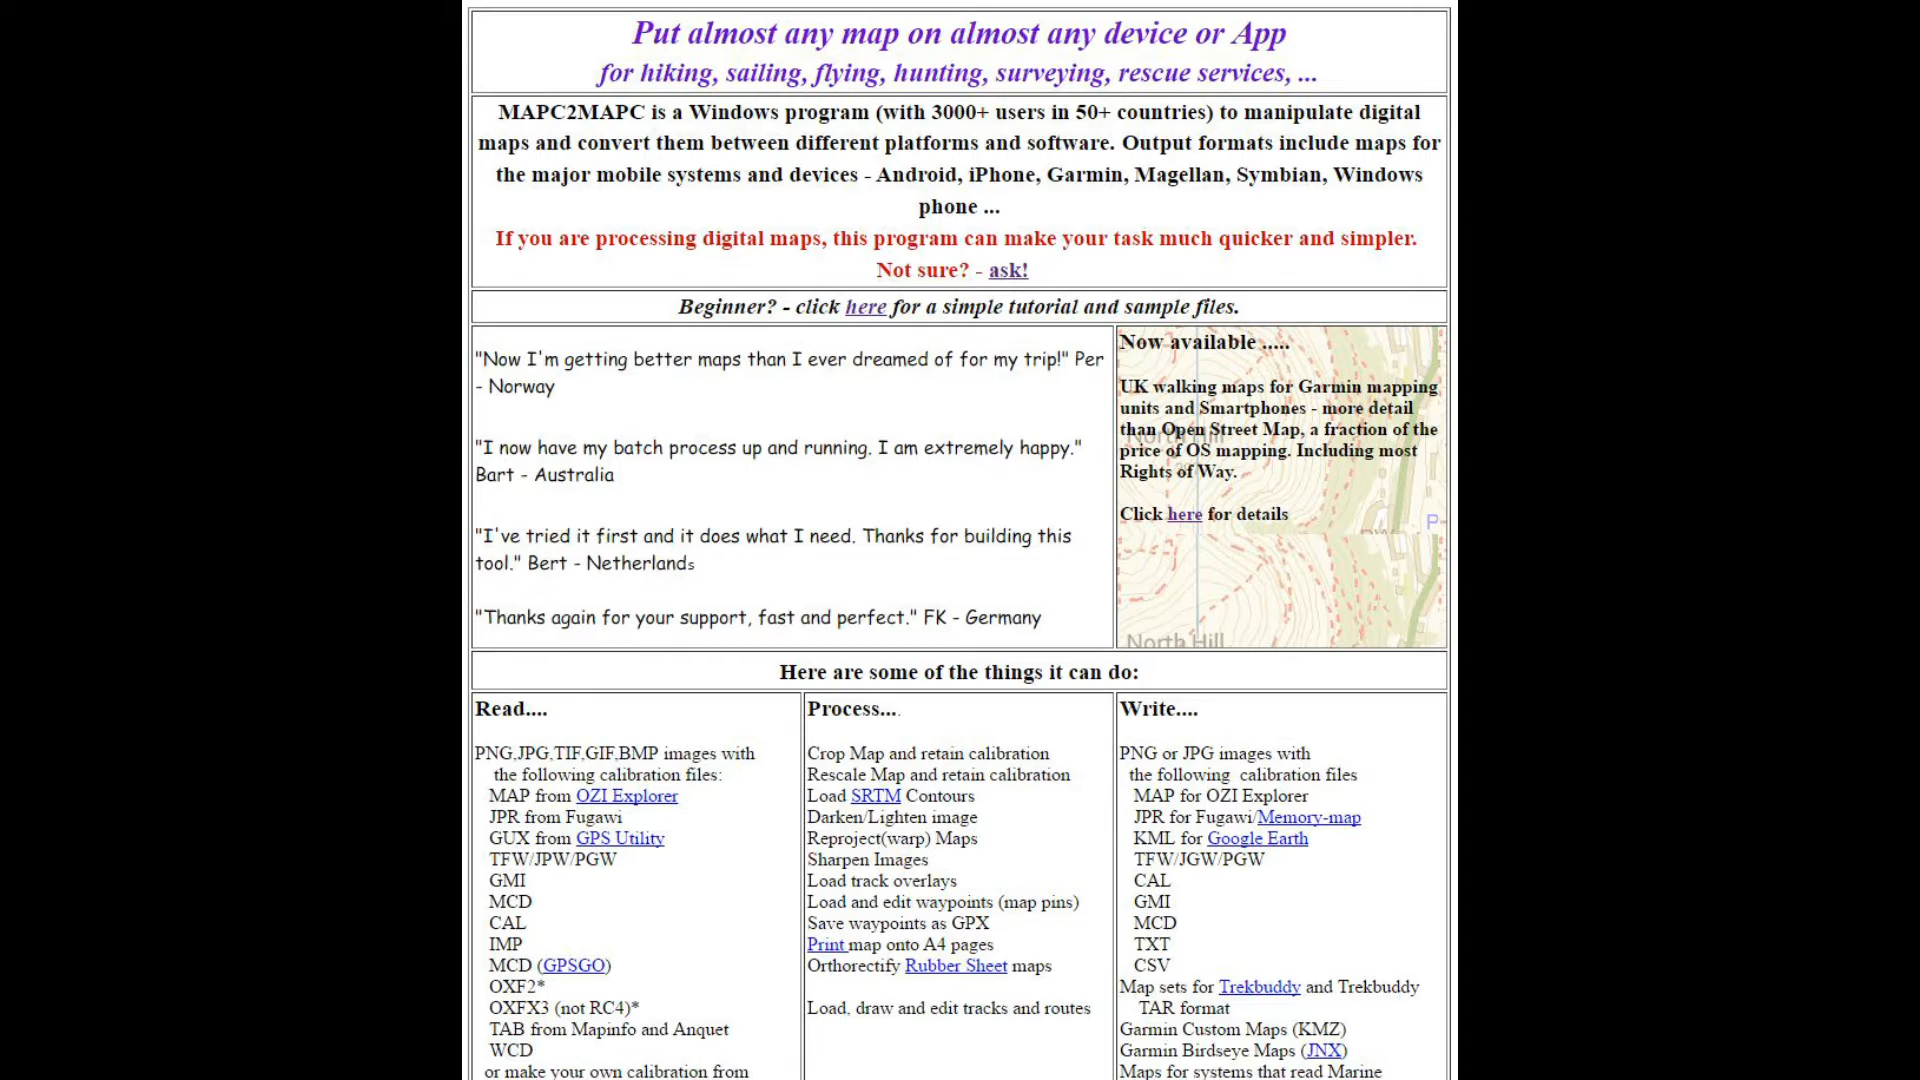 Put almost any map on almost any device or App
for hiking, sailing, flying, hunting, surveying, rescue services, ...
MAPC2MAPC is a Windows program (with 3000+ users in 50+ countries) to manipulate digital
maps and convert them between different platforms and software. Output formats include maps for
the major mobile systems and devices - Android, iPhone, Garmin, Magellan, Symbian, Windows
phone ...
If you are processing digital maps, this program can make your task much quicker and simpler.
Not sure? - ask!
Beginner? - click here for a simple tutorial and sample files.
"Now I'm getting better maps than I ever dreamed of for my trip!" Per
- Norway
"I now have my batch process up and running. I am extremely happy."
Bart - Australia
"I've tried it first and it does what I need. Thanks for building this
tool." Bert - Netherlands
"Thanks again for your support, fast and perfect." FK - Germany
Now available .....
UK walking maps for Garmin mapping
units and Smartphones - more detail
than Open Street Map, a fraction of the
price of OS mapping. Including most
Rights of Way.
Click here for details
North Hill
P
North Hill
Here are some of the things it can do:
Read....
PNG,JPG,TIF,GIF,BMP images with
the following calibration files:
MAP from OZI Explorer
JPR from Fugawi
GUX from GPS Utility
TFW/JPW/PGW
GMI
MCD
CAL
IMP
MCD (GPSGO)
OXF2*
OXFX3 (not RC4)*
TAB from Mapinfo and Anquet
WCD
or make your own calibration from
Process....
Crop Map and retain calibration
Rescale Map and retain calibration
Load SRTM Contours
Darken/Lighten image
Reproject(warp) Maps
Sharpen Images
Load track overlays
Load and edit waypoints (map pins)
Save waypoints as GPX
Print map onto A4 pages
Orthorectify Rubber Sheet maps
Load, draw and edit tracks and routes
Write....
PNG or JPG images with
the following calibration files
MAP for OZI Explorer
JPR for Fugawi/Memory-map
KML for Google Earth
TFW/JGW/PGW
CAL
GMI
MCD
TXT
CSV
Map sets for Trekbuddy and Trekbuddy
TAR format
Garmin Custom Maps (KMZ)
Garmin Birdseye Maps (JNX)
Maps for systems that read Marine